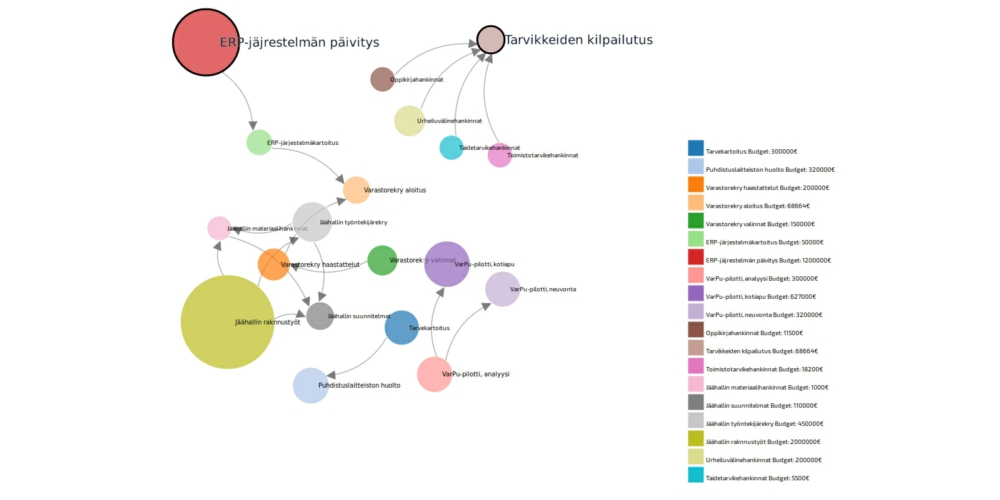 ERP-jäjrestelmän päivitys
Tarvikkeiden kilpailutus
Oppikirjahankinnat
Urheiluvälinehankinnat
ERP-järjestelmäkartoitus
Taidetarvikehankinnat
Toimistotarvikehankinnat
Varastorekry aloitus
Jäähallin työntekijärekry
Jäähallin materiaalihankinnat
Varastorekry haastattelut
Varastorekry valinnat
VarPu-pilotti, kotiapu
VarPu-pilotti, neuvonta
Jäähallin raknnustyöt
Jäähallin suunnitelmat
Tarvekartoitus
VarPu-pilotti, analyysi
Puhdistuslaitteiston huolto
Tarvekartoitus Budget: 300000€
Puhdistuslaitteiston huolto Budget: 320000€
Varastorekry haastattelut Budget: 200000€
Varastorekry aloitus Budget: 68664€
Varastorekry valinnat Budget: 150000€
ERP-järjestelmäkartoitus Budget: 50000€
ERP-jäjrestelmän päivitys Budget: 1200000€
VarPu-pilotti, analyysi Budget: 300000€
VarPu-pilotti, kotiapu Budget: 627000€
VarPu-pilotti, neuvonta Budget: 320000€
Oppikirjahankinnat Budget: 11500€
Tarvikkeiden kilpailutus Budget: 68664€
Toimistotarvikehankinnat Budget: 18200€
Jäähallin materiaalihankinnat Budget: 1000€
Jäähallin suunnitelmat Budget: 110000€
Jäähallin työntekijärekry Budget: 450000€
Jäähallin raknnustyöt Budget: 2000000€
Urheiluvälinehankinnat Budget: 200000€
Taidetarvikehankinnat Budget: 5500€